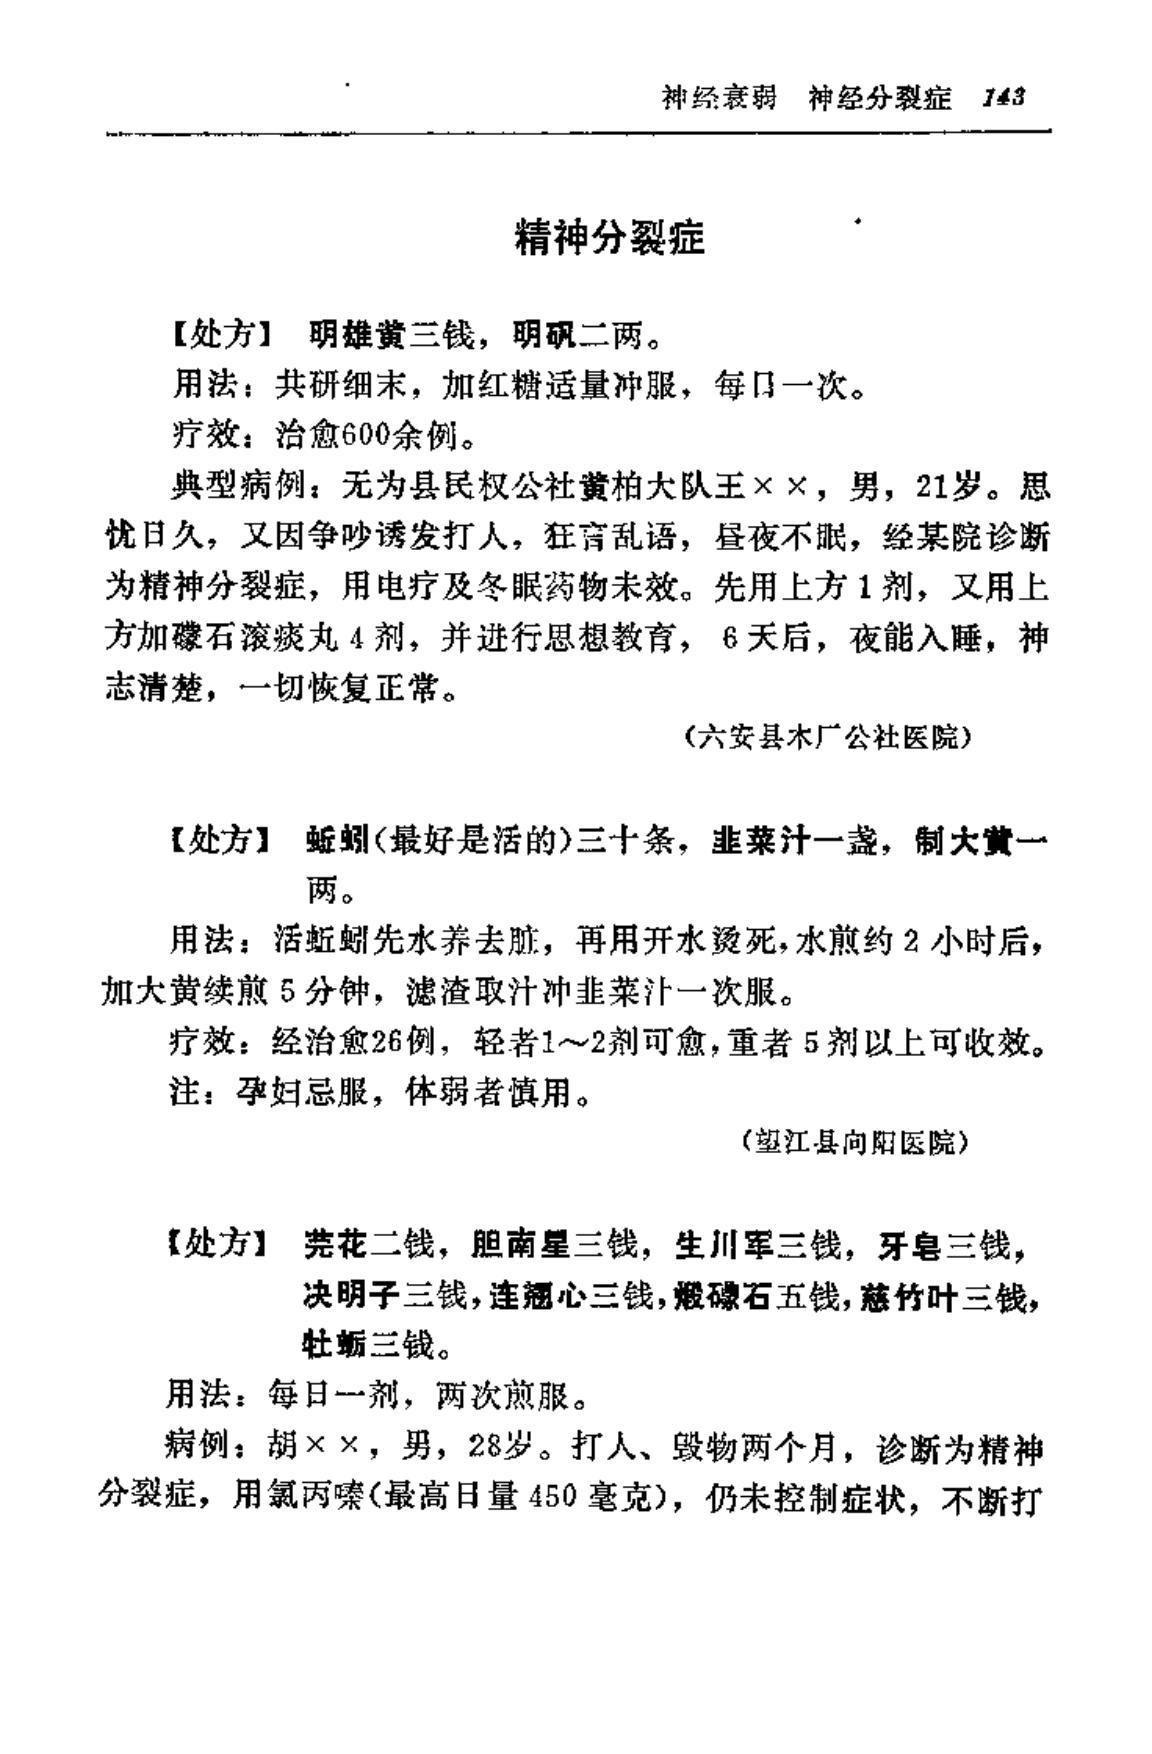 神经衰弱　神经分裂症　143
精神分裂症
【处方】　明雄黄三钱，明矾二两。
用法：共研细末，加红糖适量冲服，每日一次。
疗效：治愈600余例。
典型病例：无为县民权公社黄柏大队王××，男，21岁。思
忧日久，又因争吵诱发打人，狂言乱语，昼夜不眠，经某院诊断
为精神分裂症，用电疗及冬眠药物未效。先用上方1剂，又用上
方加礞石滚痰丸4剂，并进行思想教育，6天后，夜能入睡，神
志清楚，一切恢复正常。
（六安县木厂公社医院）
【处方】　蚯蚓（最好是活的）三十条，韭菜汁一盏，制大黄一
两。
用法：活蚯蚓先水养去脏，再用开水烫死，水煎约2小时后，
加大黄续煎5分钟，滤渣取汁冲韭菜汁一次服。
疗效：经治愈26例，轻者1～2剂可愈，重者5剂以上可收效。
注：孕妇忌服，体弱者慎用。
（望江县向阳医院）
【处方】　芫花二钱，胆南星三钱，生川军三钱，牙皂三钱，
决明子三钱，连翘心三钱，煅礞石五钱，慈竹叶三钱，
牡蛎三钱。
用法：每日一剂，两次煎服。
病例：胡××，男，28岁。打人、毁物两个月，诊断为精神
分裂症，用氯丙嗪（最高日量450毫克），仍未控制症状，不断打